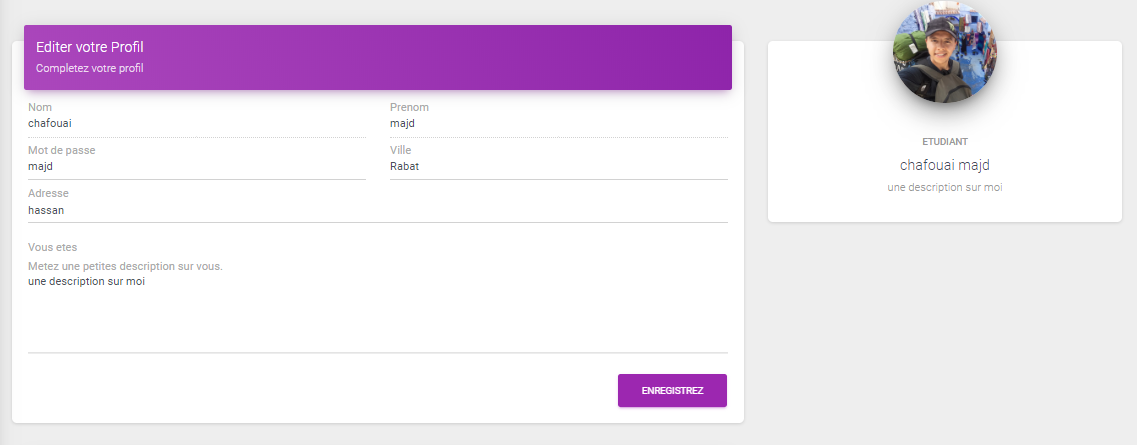 Editer votre Profil
Completez votre profil
Nom
chafouai
Prenom
majd
Mot de passe
majd
Ville
Rabat
Adresse
hassan
Vous etes
Metez une petites description sur vous.
une description sur moi
ENREGISTREZ
ETUDIANT
chafouai majd
une description sur moi